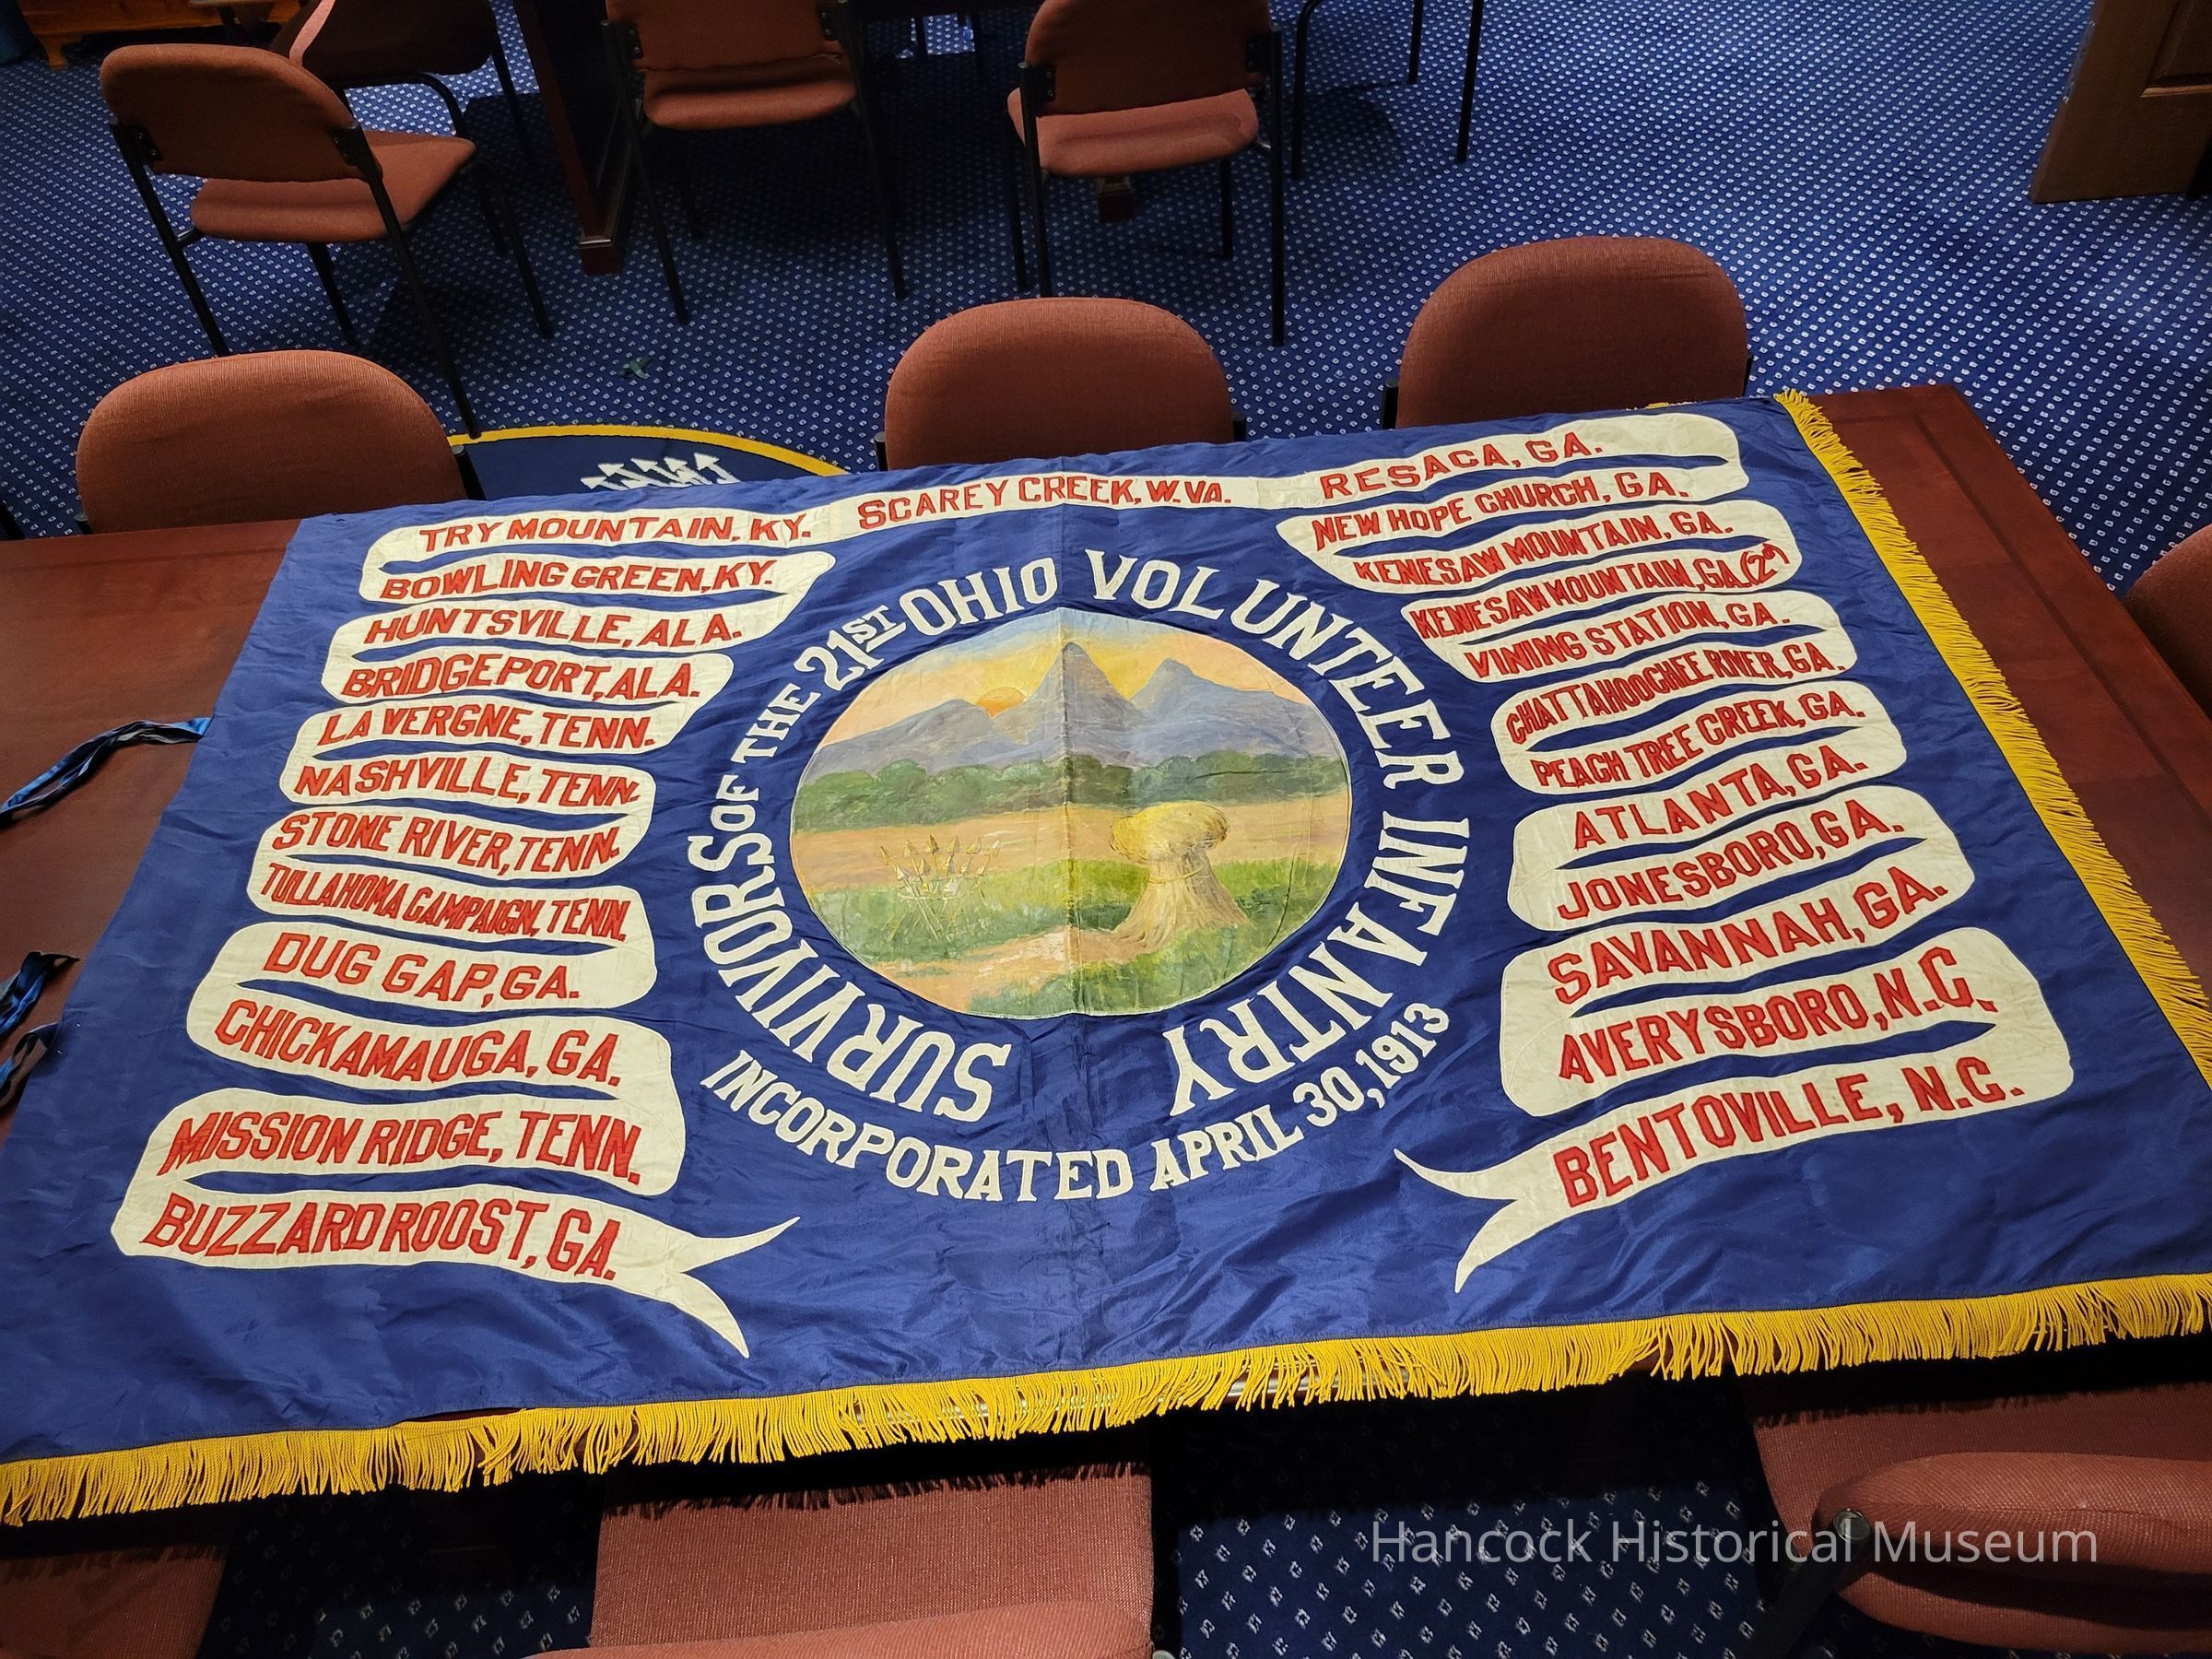 SCAREY CREEK, W.VA.
TRY MOUNTAIN, KY.
BOWLING GREEN, KY.
HUNTSVILLE, ALA.
BRIDGEPORT, ALA.
LA VERGNE, TENN.
NASHVILLE, TENN.
STONE RIVER, TENN.
TULLAHOMA CAMPAIGN, TENN.
DUG GAP, GA.
CHICKAMAUGA, GA.
MISSION RIDGE, TENN.
BUZZARD ROOST, GA.
SURVIVORS OF THE 21ST OHIO VOLUNTEER INFANTRY
INCORPORATED APRIL 30, 1913
RESACA, GA.
NEW HOPE CHURCH, GA.
KENESAW MOUNTAIN, GA.
KENESAW MOUNTAIN, GA. (2D)
VINING STATION, GA.
CHATTAHOOCHEE RIVER, GA.
PEACH TREE CREEK, GA.
ATLANTA, GA.
JONESBORO, GA.
SAVANNAH, GA.
AVERYSBORO, N.C.
BENTOVILLE, N.C.
Hancock Historical Museum